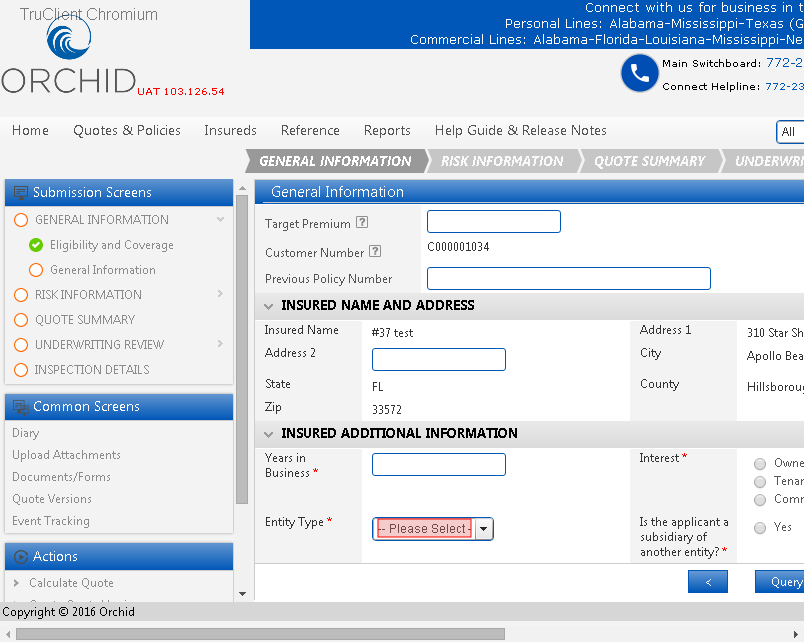 TruClient Chromium
Connect with us for business in t
Personal Lines: Alabama-Mississippi-Texas (G
Commercial Lines: Alabama-Florida-Louisiana-Mississippi-Ne
ORCHID UAT 103.126.54
Main Switchboard: 772-2
Connect Helpline: 772-23
Home Quotes & Policies Insureds Reference Reports Help Guide & Release Notes All
GENERAL INFORMATION RISK INFORMATION QUOTE SUMMARY UNDERWRI
Submission Screens
GENERAL INFORMATION
Eligibility and Coverage
General Information
RISK INFORMATION
QUOTE SUMMARY
UNDERWRITING REVIEW
INSPECTION DETAILS
Common Screens
Diary
Upload Attachments
Documents/Forms
Quote Versions
Event Tracking
Actions
Calculate Quote
General Information
Target Premium ?
Customer Number ? C000001034
Previous Policy Number
INSURED NAME AND ADDRESS
Insured Name #37 test Address 1 310 Star Sh
Address 2 City Apollo Bea
State FL County Hillsborou
Zip 33572
INSURED ADDITIONAL INFORMATION
Years in
Business * Interest * Owne
Tenan
Comm
Entity Type * -- Please Select - Is the applicant a
subsidiary of
another entity? * Yes
< Query
Copyright © 2016 Orchid